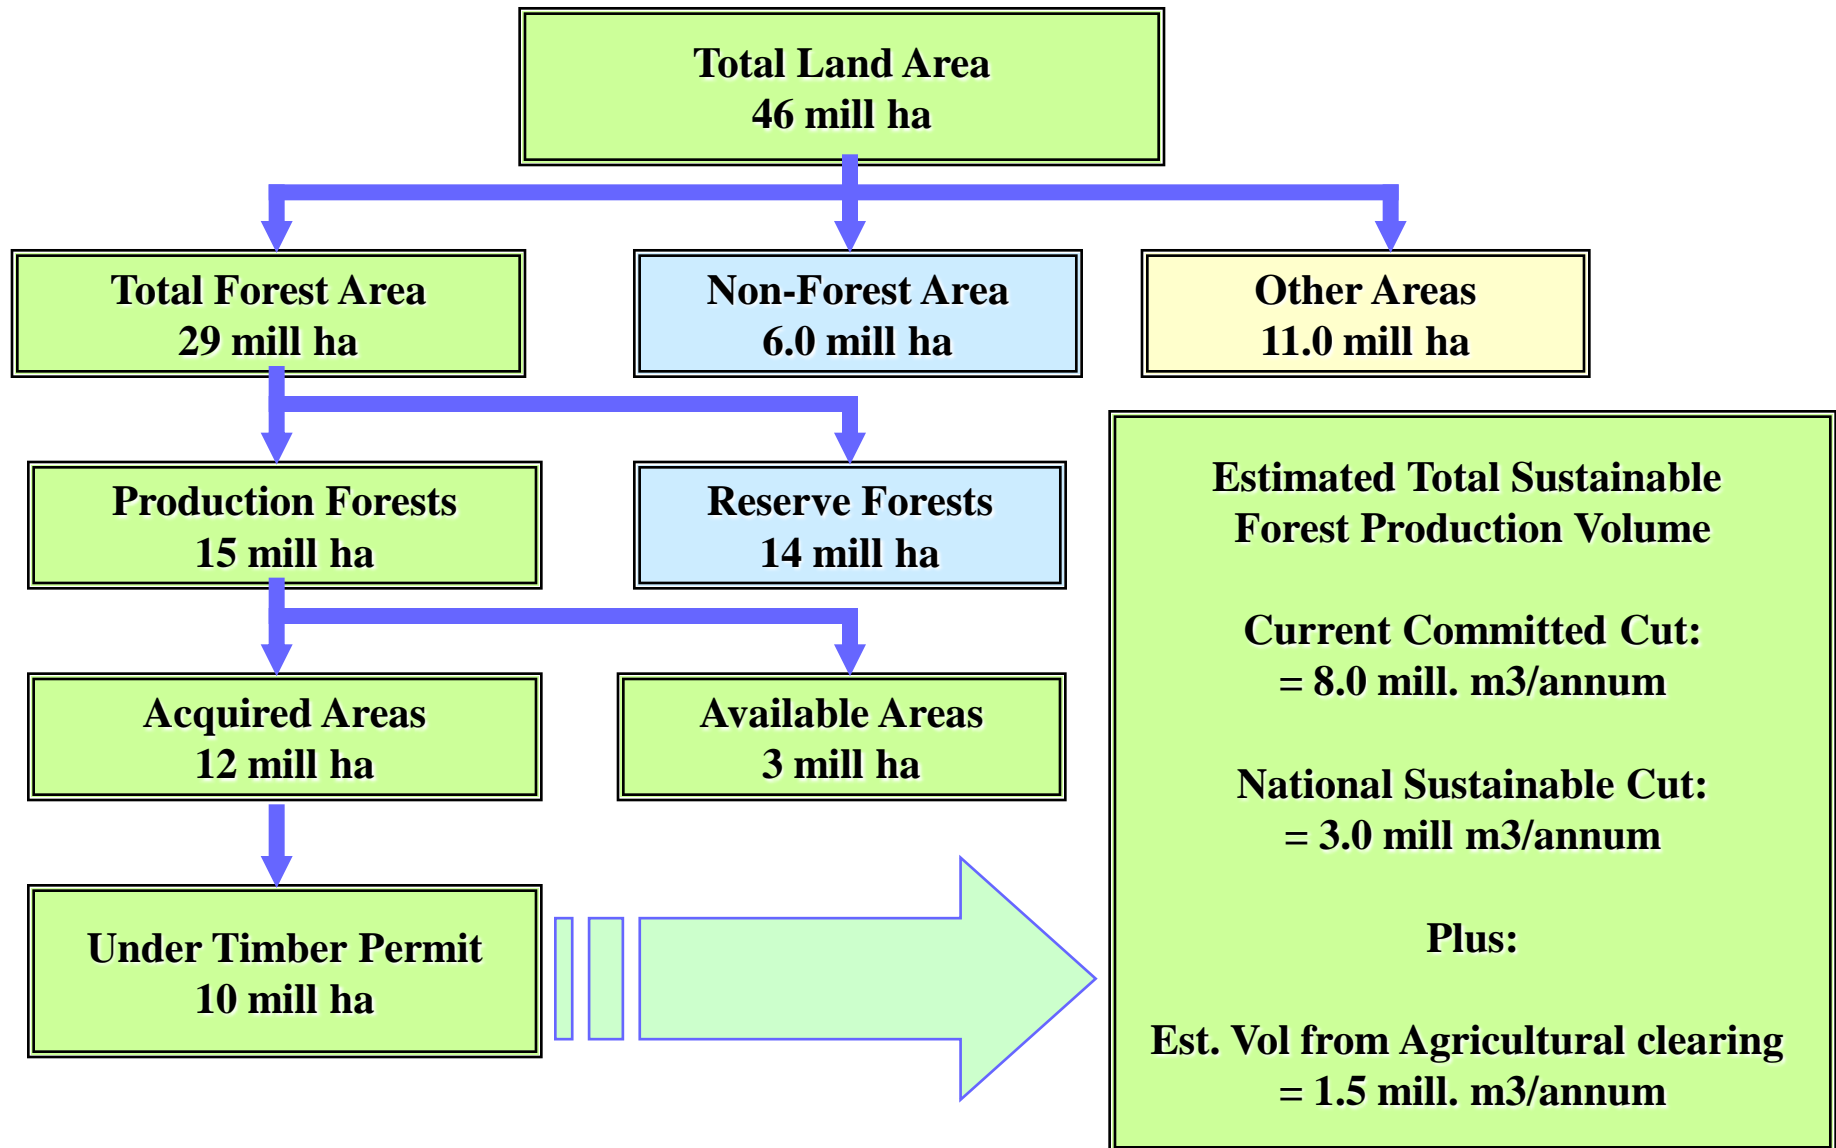 Total Land Area
46 mill ha
Total Forest Area
29 mill ha
Non-Forest Area
6.0 mill ha
Other Areas
11.0 mill ha
Production Forests
15 mill ha
Reserve Forests
14 mill ha
Acquired Areas
12 mill ha
Available Areas
3 mill ha
Under Timber Permit
10 mill ha
Estimated Total Sustainable
Forest Production Volume
Current Committed Cut:
= 8.0 mill. m3/annum
National Sustainable Cut:
= 3.0 mill m3/annum
Plus:
Est. Vol from Agricultural clearing
= 1.5 mill. m3/annum